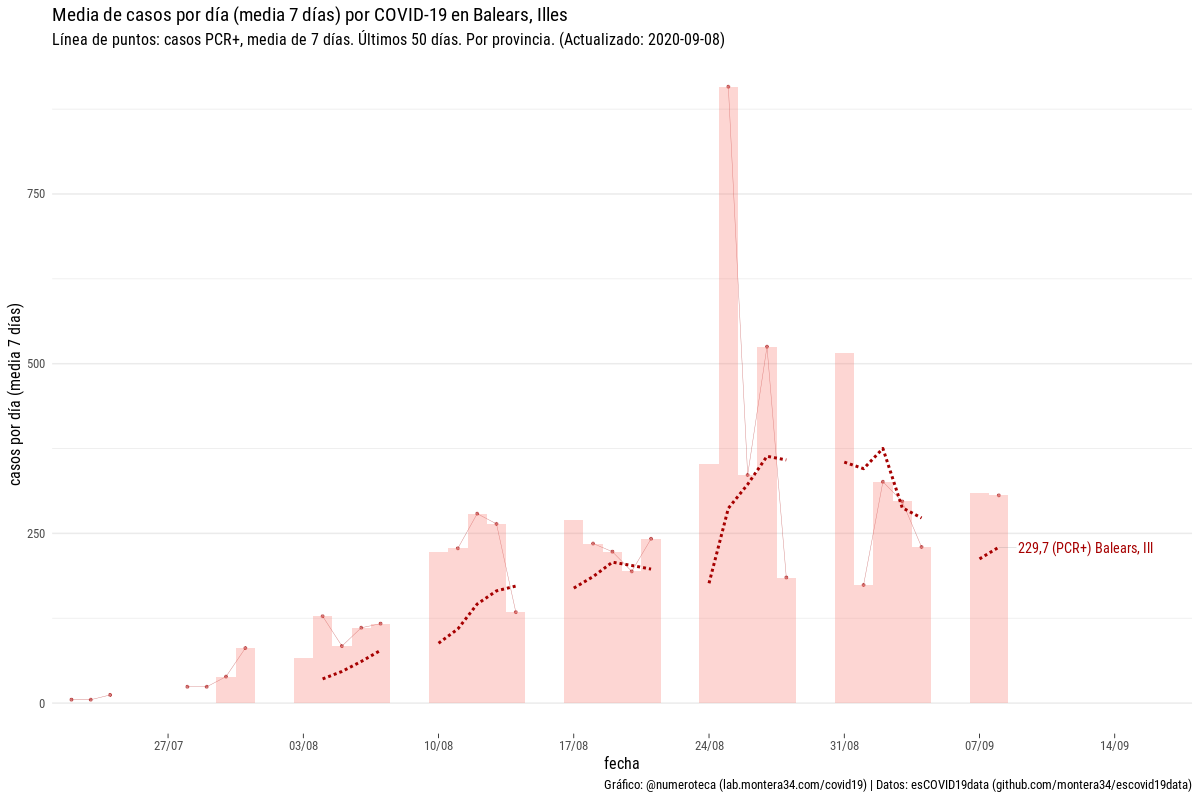 Media de casos por día (media 7 días) por COVID-19 en Balears, Illes
Línea de puntos: casos PCR+, media de 7 días. Últimos 50 días. Por provincia. (Actualizado: 2020-09-08)
casos por día (media 7 días)
750
500
250
0
229,7 (PCR+) Balears, Ill
27/07
03/08
10/08
17/08
24/08
31/08
07/09
14/09
fecha
Gráfico: @numeroteca (lab.montera34.com/covid19) | Datos: esCOVID19data (github.com/montera34/escovid19data)